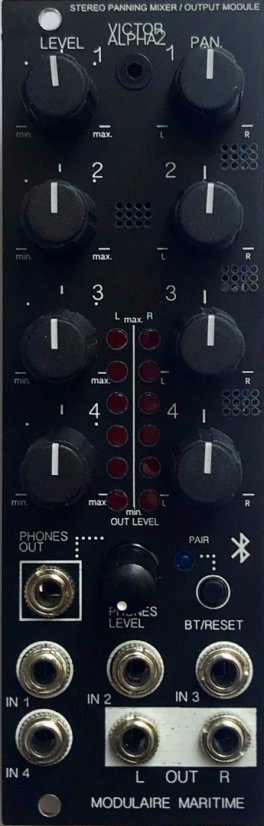 STEREO PANNING MIXER / OUTPUT MODULE
VICTOR
ALPHA2
LEVEL 1 1 PAN
min. max. L R
2 2
min. max. L R
3 3
L max. R
min. max. L R
4 4
min. max L R
min.
OUT LEVEL
PHONES
OUT
PAIR
PHONES
LEVEL
BT/RESET
IN 1 IN 2 IN 3
IN 4
L OUT R
MODULAIRE MARITIME